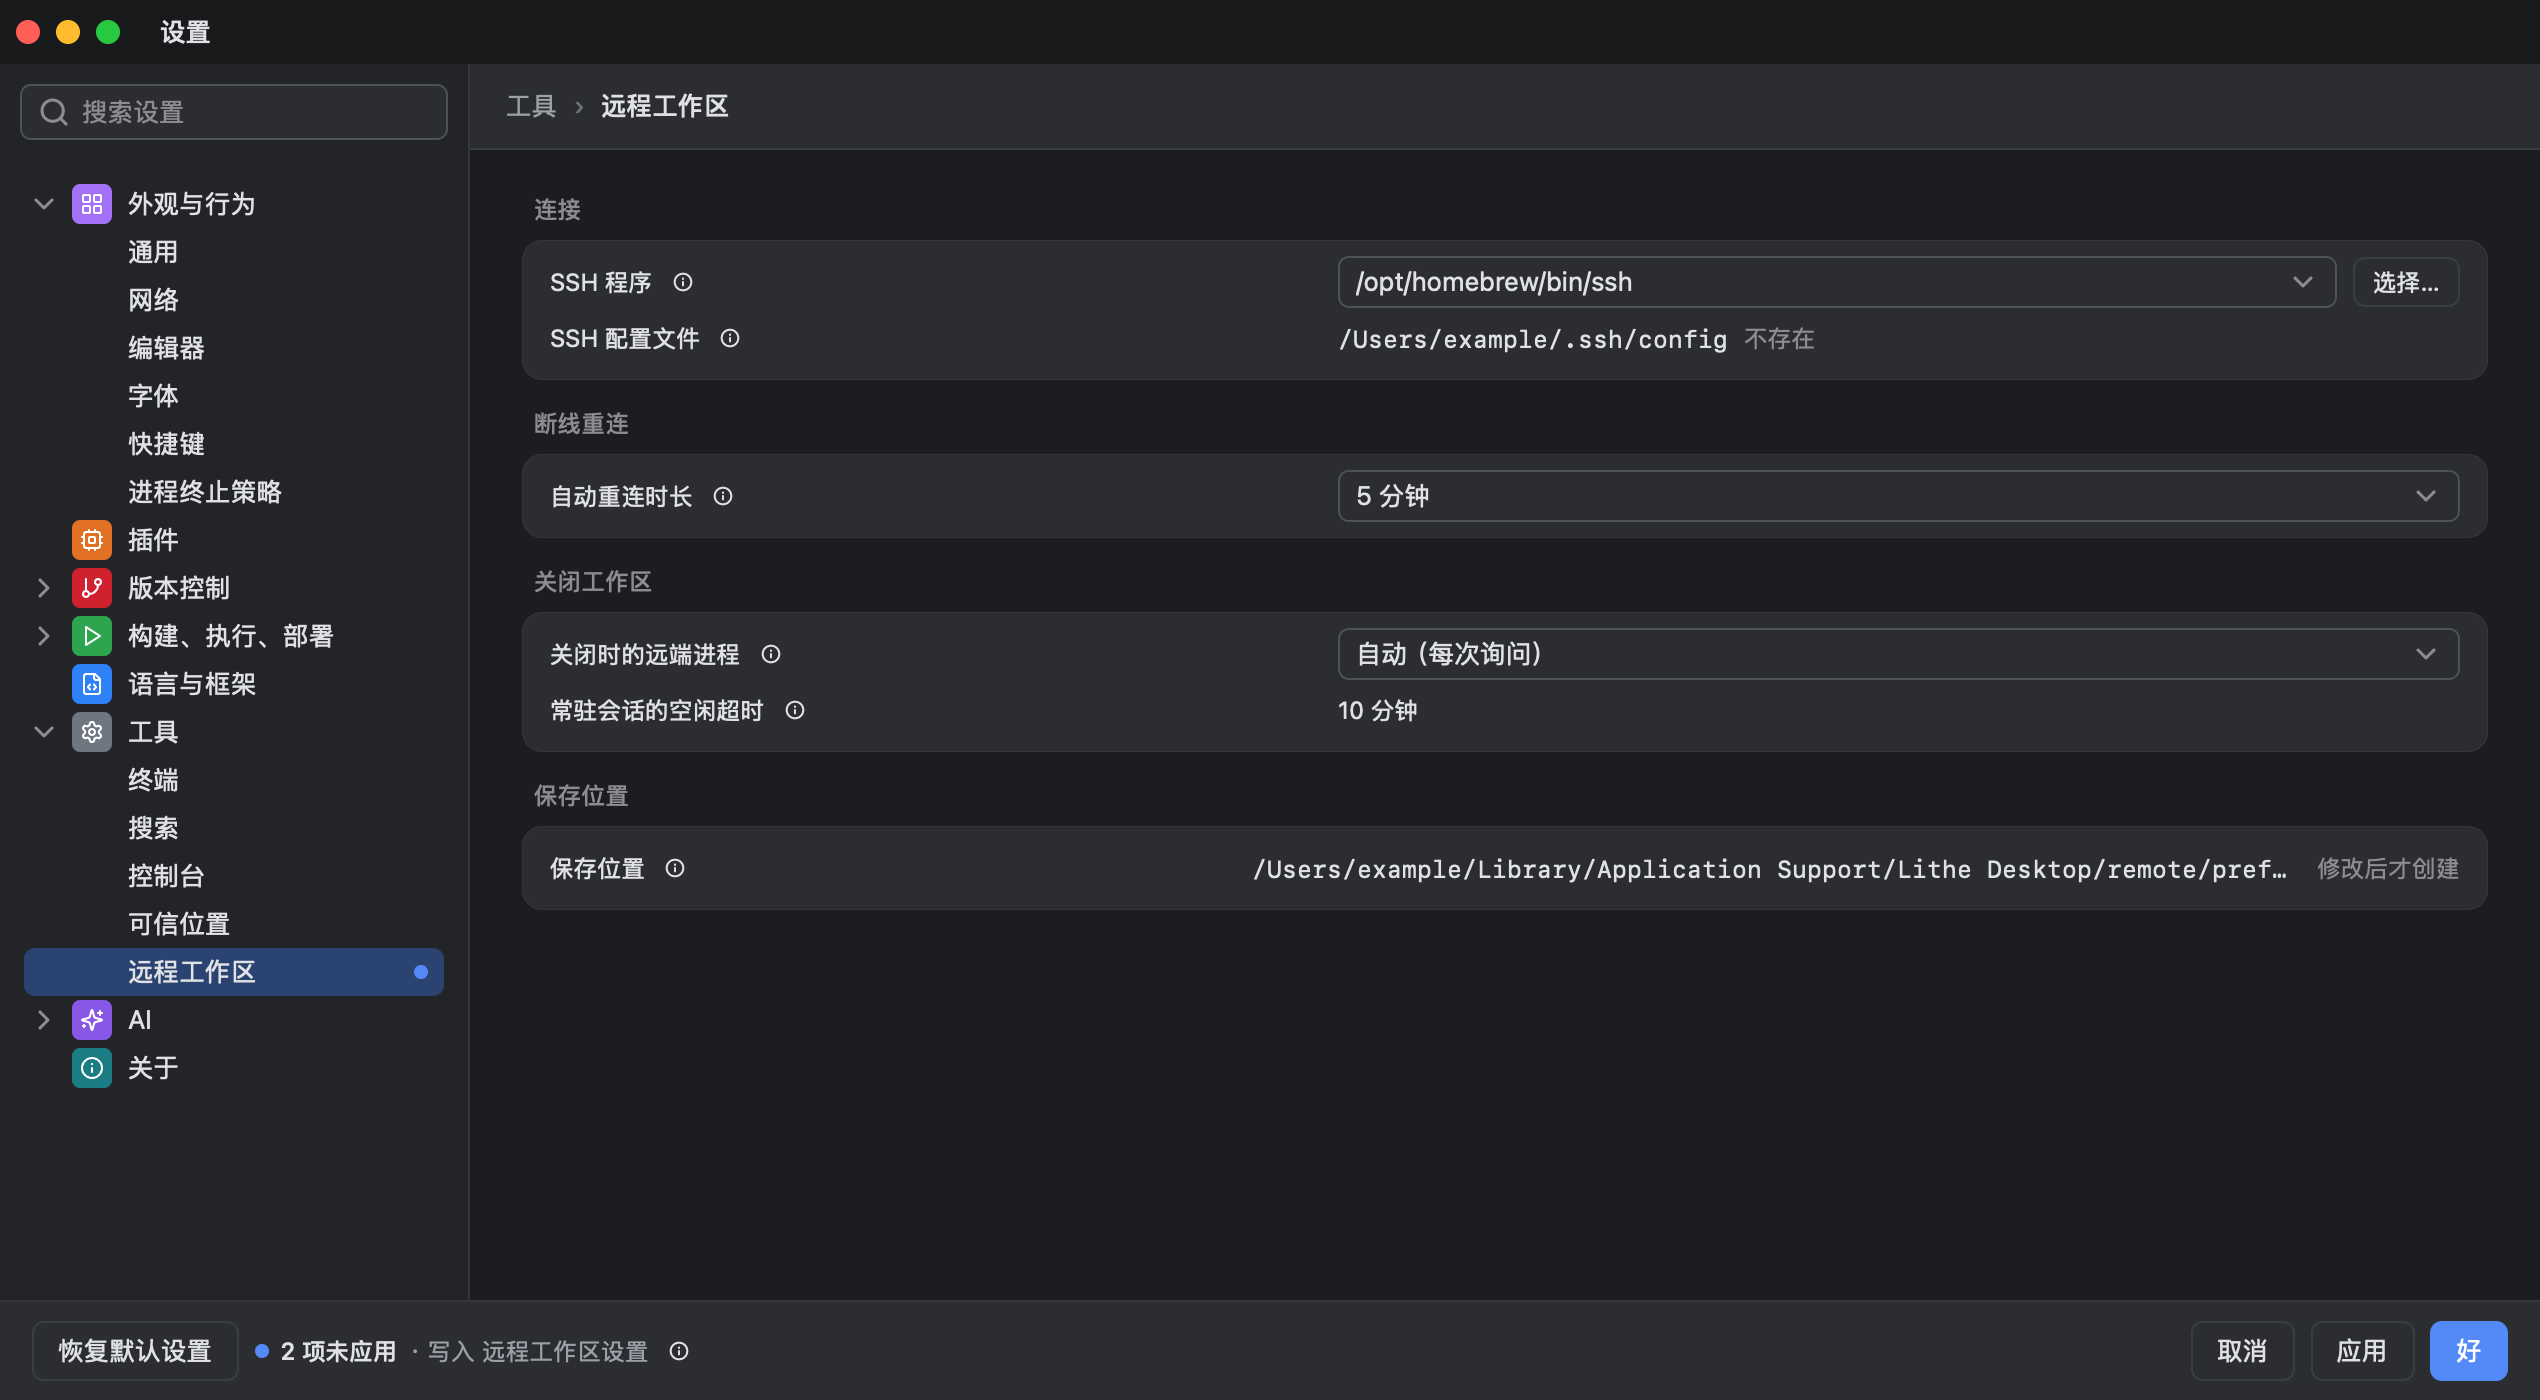 设置
搜索设置
外观与行为
通用
网络
编辑器
字体
快捷键
进程终止策略
插件
版本控制
构建、执行、部署
语言与框架
工具
终端
搜索
控制台
可信位置
远程工作区
AI
关于
工具 › 远程工作区
连接
SSH 程序 /opt/homebrew/bin/ssh 选择...
SSH 配置文件 /Users/example/.ssh/config 不存在
断线重连
自动重连时长 5 分钟
关闭工作区
关闭时的远端进程 自动（每次询问）
常驻会话的空闲超时 10 分钟
保存位置
保存位置 /Users/example/Library/Application Support/Lithe Desktop/remote/pref… 修改后才创建
恢复默认设置 2 项未应用 · 写入 远程工作区设置 取消 应用 好